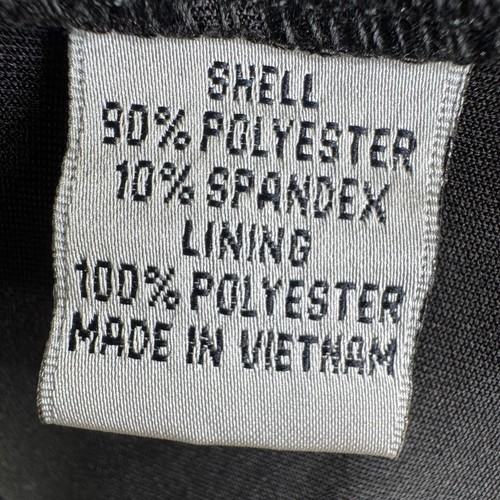 SHELL
90% POLYESTER
10% SPANDEX
LINING
100% POLYESTER
MADE IN VIETNAM